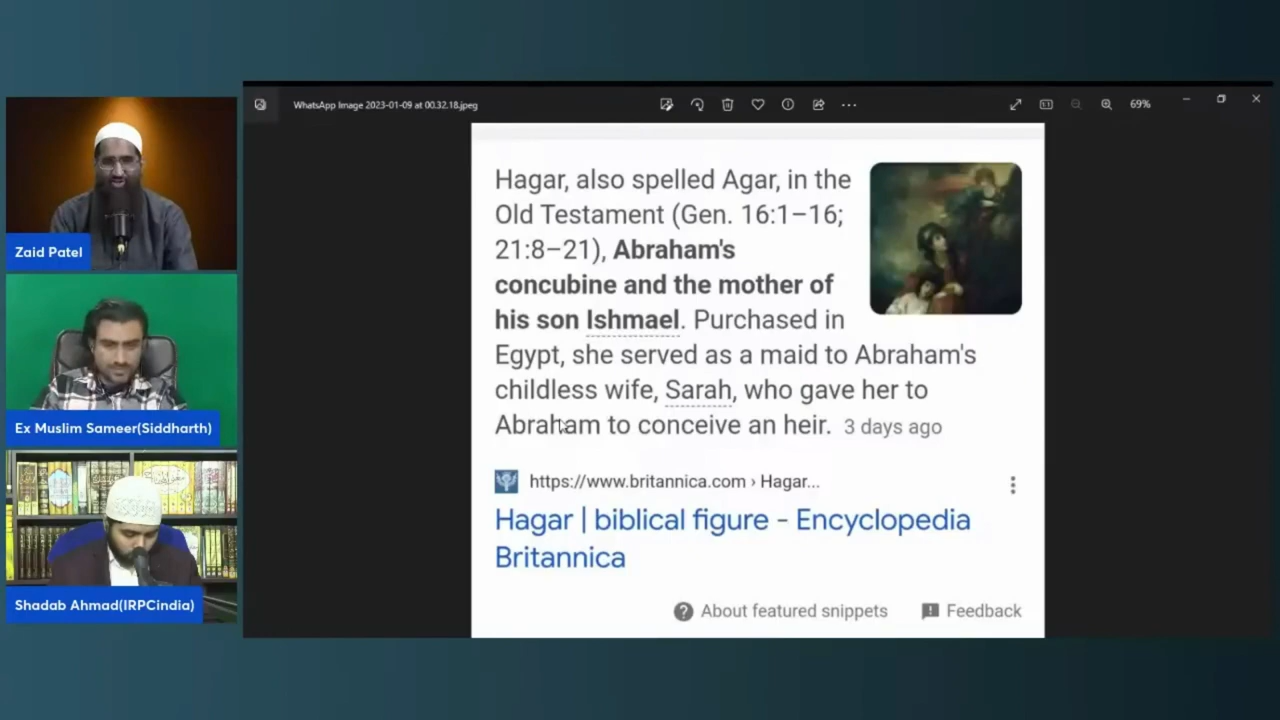 WhatsApp Image 2023-01-09 at 00.32.18.jpeg
69%
Zaid Patel
Ex Muslim Sameer(Siddharth)
Shadab Ahmad(IRPCindia)
Hagar, also spelled Agar, in the
Old Testament (Gen. 16:1–16;
21:8–21), Abraham's
concubine and the mother of
his son Ishmael. Purchased in
Egypt, she served as a maid to Abraham's
childless wife, Sarah, who gave her to
Abraham to conceive an heir. 3 days ago
https://www.britannica.com › Hagar...
Hagar | biblical figure - Encyclopedia
Britannica
About featured snippets
Feedback